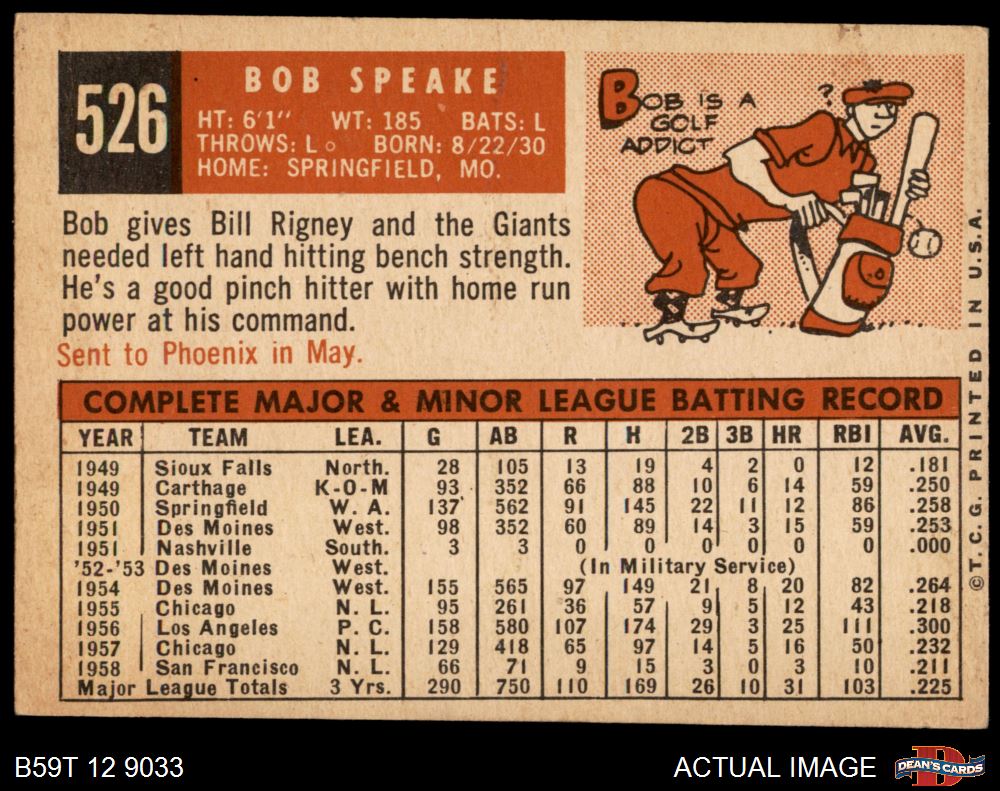 526
BOB SPEAKE
HT: 6'1" WT: 185 BATS: L
THROWS: L BORN: 8/22/30
HOME: SPRINGFIELD, MO.
?
BOB IS A
GOLF
ADDICT
Bob gives Bill Rigney and the Giants
needed left hand hitting bench strength.
He's a good pinch hitter with home run
power at his command.
Sent to Phoenix in May.
COMPLETE MAJOR & MINOR LEAGUE BATTING RECORD
YEAR TEAM LEA. G AB R H 2B 3B HR RBI AVG.
1949 Sioux Falls North. 28 105 13 19 4 2 0 12 .181
1949 Carthage K-O-M 93 352 66 88 10 6 14 59 .250
1950 Springfield W. A. 137 562 91 145 22 11 12 86 .258
1951 Des Moines West. 98 352 60 89 14 3 15 59 .253
1951 Nashville South. 3 3 0 0 0 0 0 0 .000
'52-'53 Des Moines West. (In Military Service)
1954 Des Moines West. 155 565 97 149 21 8 20 82 .264
1955 Chicago N. L. 95 261 36 57 9 5 12 43 .218
1956 Los Angeles P. C. 158 580 107 174 29 3 25 111 .300
1957 Chicago N. L. 129 418 65 97 14 5 16 50 .232
1958 San Francisco N. L. 66 71 9 15 3 0 3 10 .211
Major League Totals 3 Yrs. 290 750 110 169 26 10 31 103 .225
©T.C.G. PRINTED IN U.S.A.
B59T 12 9033
ACTUAL IMAGE
DEAN'S CARDS